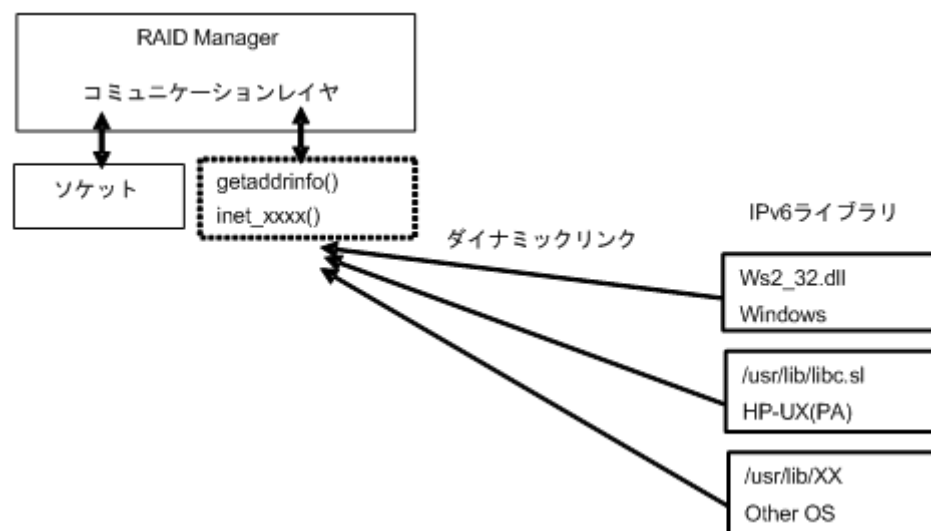 RAID Manager
コミュニケーションレイヤ
ソケット
getaddrinfo()
inet_xxxx()
ダイナミックリンク
IPv6ライブラリ
Ws2_32.dll
Windows
/usr/lib/libc.sl
HP-UX(PA)
/usr/lib/XX
Other OS